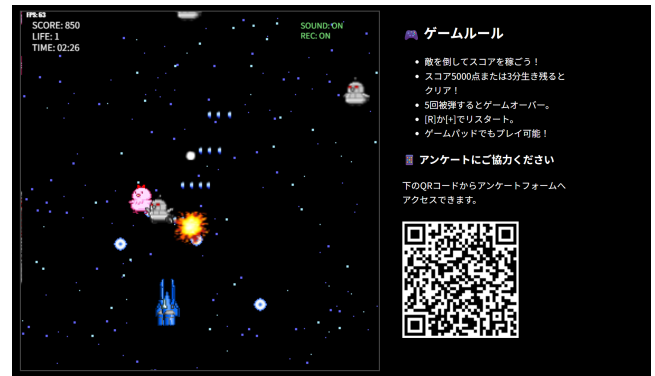 FPS: 63
SCORE: 850
LIFE: 1
TIME: 02:26
SOUND: ON
REC: ON
ゲームルール
敵を倒してスコアを稼ごう！
スコア5000点または3分生き残ると
クリア！
5回被弾するとゲームオーバー。
[R]か[+]でリスタート。
ゲームパッドでもプレイ可能！
アンケートにご協力ください
下のQRコードからアンケートフォームへ
アクセスできます。